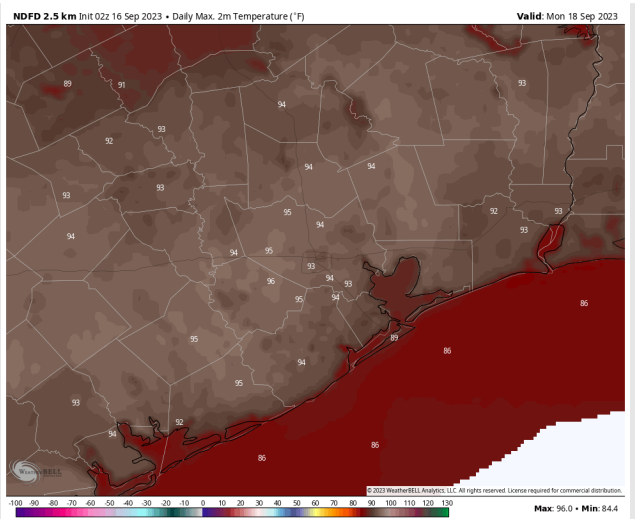 NDFD 2.5 km Init 02z 16 Sep 2023 • Daily Max. 2m Temperature (°F) Valid: Mon 18 Sep 2023
89 91 93
94
93
92
94 94
93 93
95 92 93
94 94 93
94 95
93
96 94 93
95 94 86
95 89
86
94
95
93
92
94
86
86
WeatherBELL
© 2023 WeatherBELL Analytics, LLC. All rights reserved. License required for commercial distribution.
-100 -90 -80 -70 -60 -50 -40 -30 -20 -10 0 10 20 30 40 50 60 70 80 90 100 110 120 130
Max: 96.0 • Min: 84.4